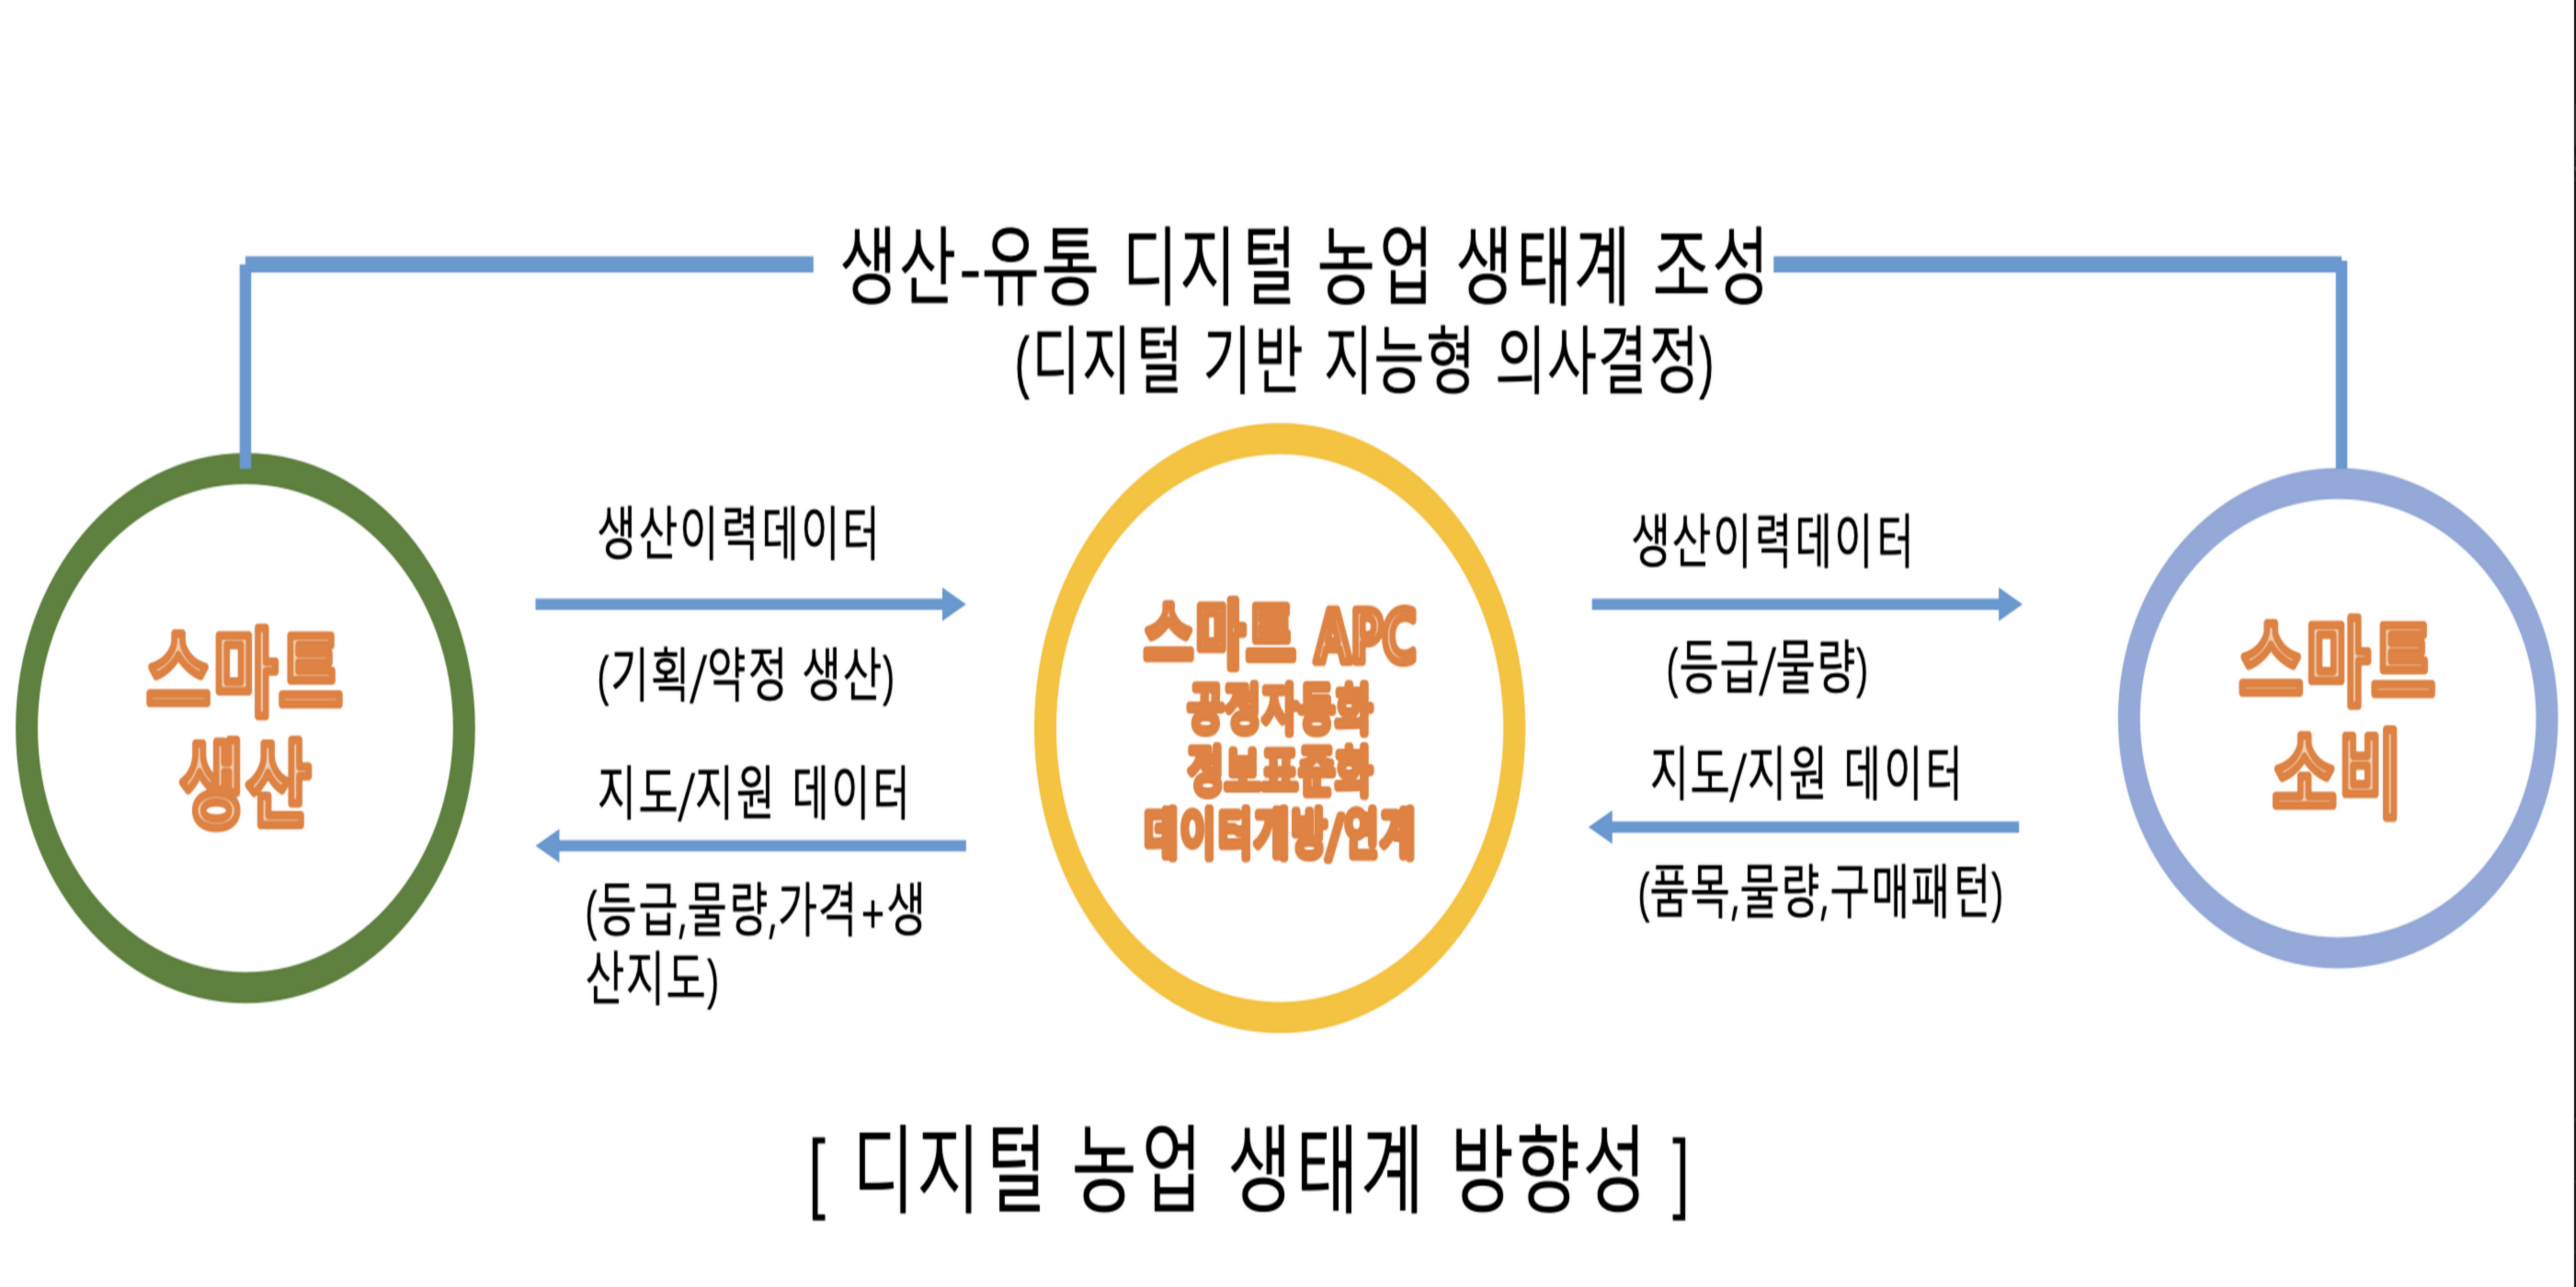 생산-유통 디지털 농업 생태계 조성
(디지털 기반 지능형 의사결정)
스마트
생산
생산이력데이터
(기획/약정 생산)
지도/지원 데이터
(등급,물량,가격+생
산지도)
스마트 APC
공정자동화
정보표준화
데이터개방/연계
생산이력데이터
(등급/물량)
지도/지원 데이터
(품목,물량,구매패턴)
스마트
소비
[ 디지털 농업 생태계 방향성 ]